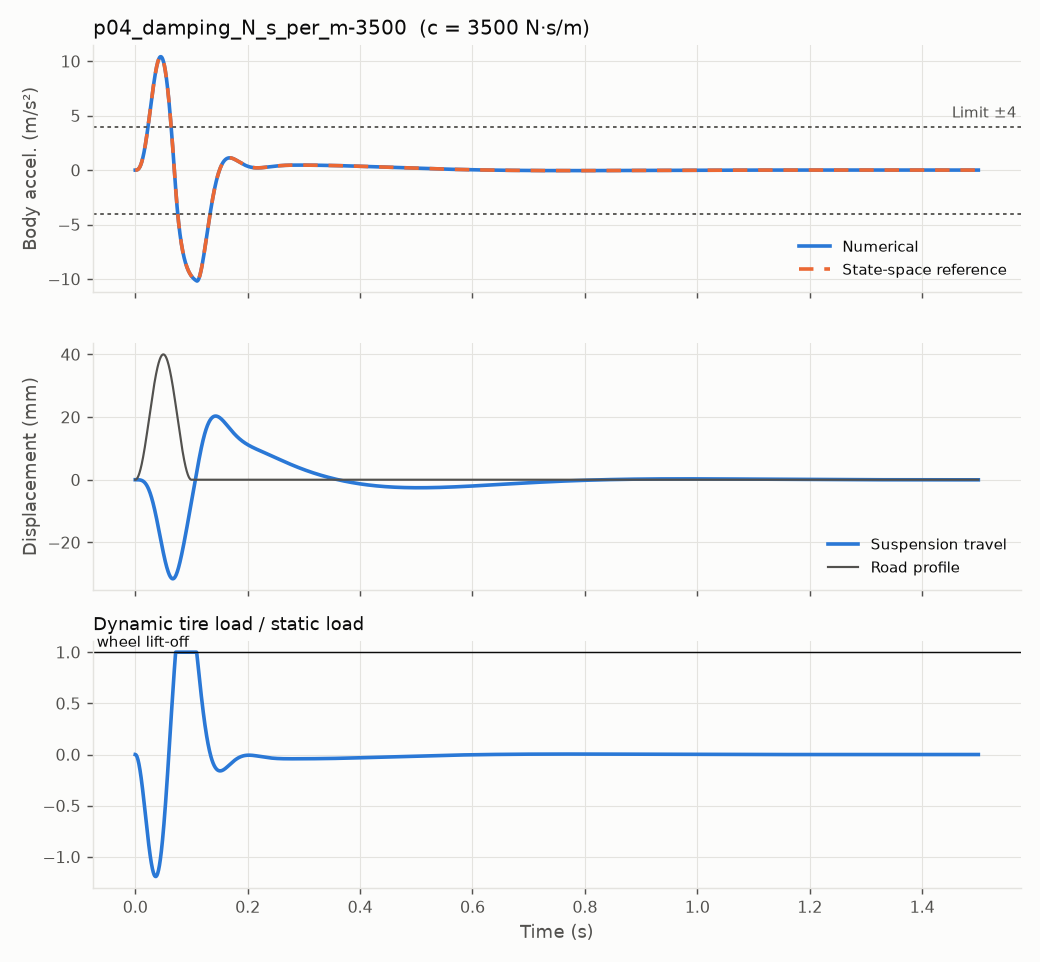 p04_damping_N_s_per_m-3500  (c = 3500 N·s/m)
Body accel. (m/s²)
10
5
0
−5
−10
Limit ±4
Numerical
State-space reference
Displacement (mm)
40
20
0
−20
Suspension travel
Road profile
Dynamic tire load / static load
wheel lift-off
1.0
0.5
0.0
−0.5
−1.0
0.0 0.2 0.4 0.6 0.8 1.0 1.2 1.4
Time (s)